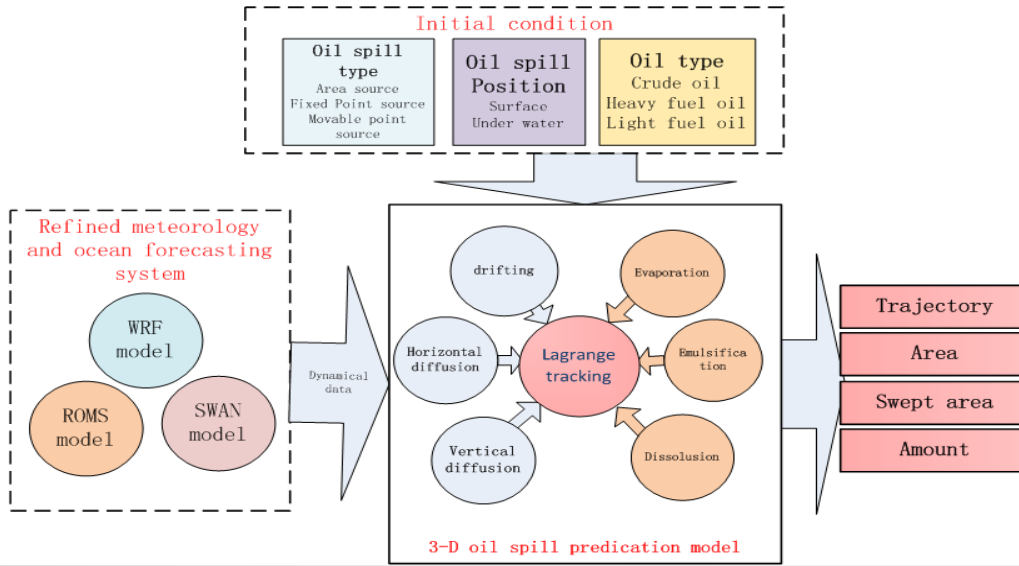 Initial condition
Oil spill
type
Area source
Fixed Point source
Movable point
source
Oil spill
Position
Surface
Under water
Oil type
Crude oil
Heavy fuel oil
Light fuel oil
Refined meteorology
and ocean forecasting
system
WRF
model
ROMS
model
SWAN
model
Dynamical
data
drifting
Horizontal
diffusion
Vertical
diffusion
Lagrange
tracking
Evaporation
Emulsifica
tion
Dissolusion
3-D oil spill predication model
Trajectory
Area
Swept area
Amount